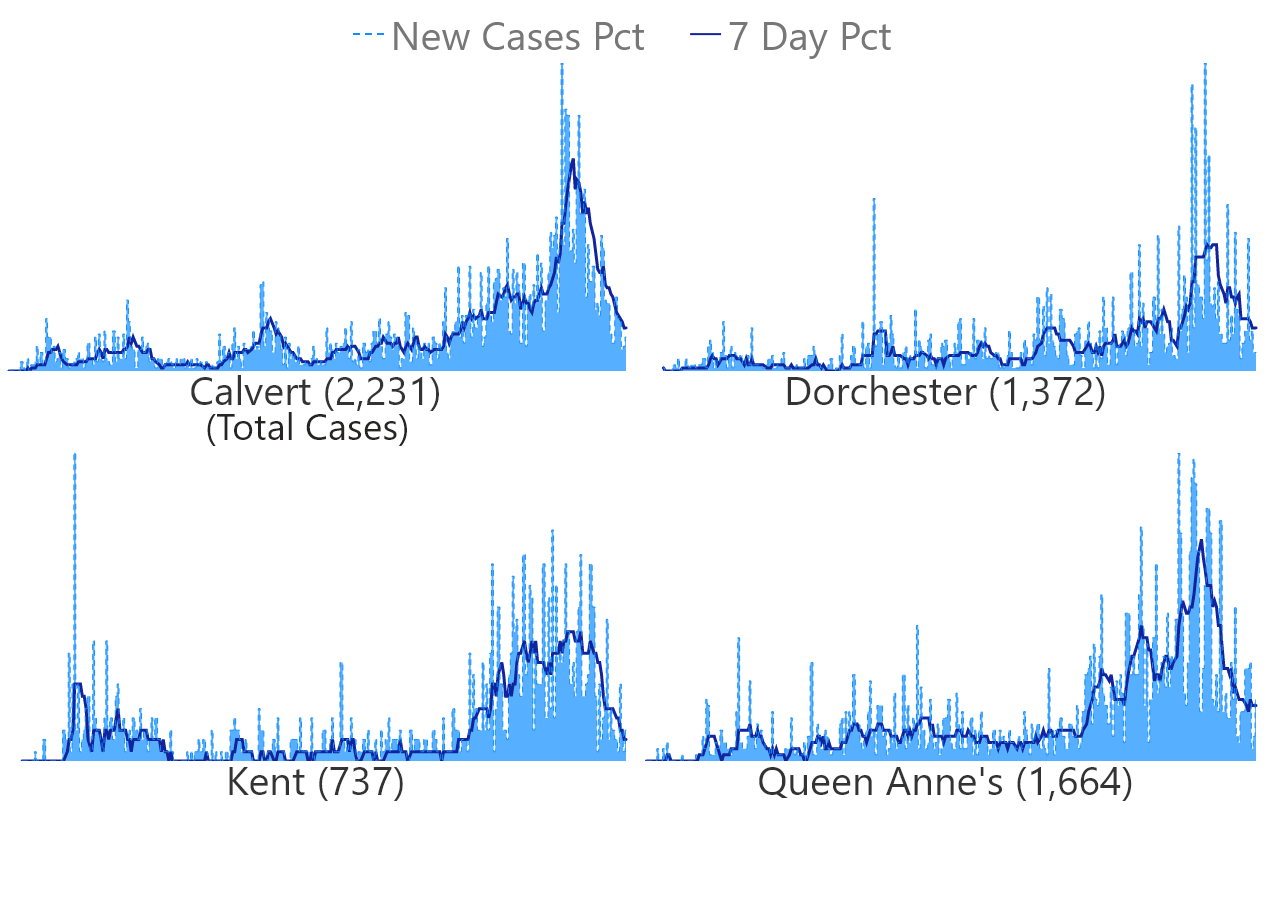 New Cases Pct 7 Day Pct
Calvert (2,231)
(Total Cases)
Dorchester (1,372)
Kent (737)
Queen Anne's (1,664)